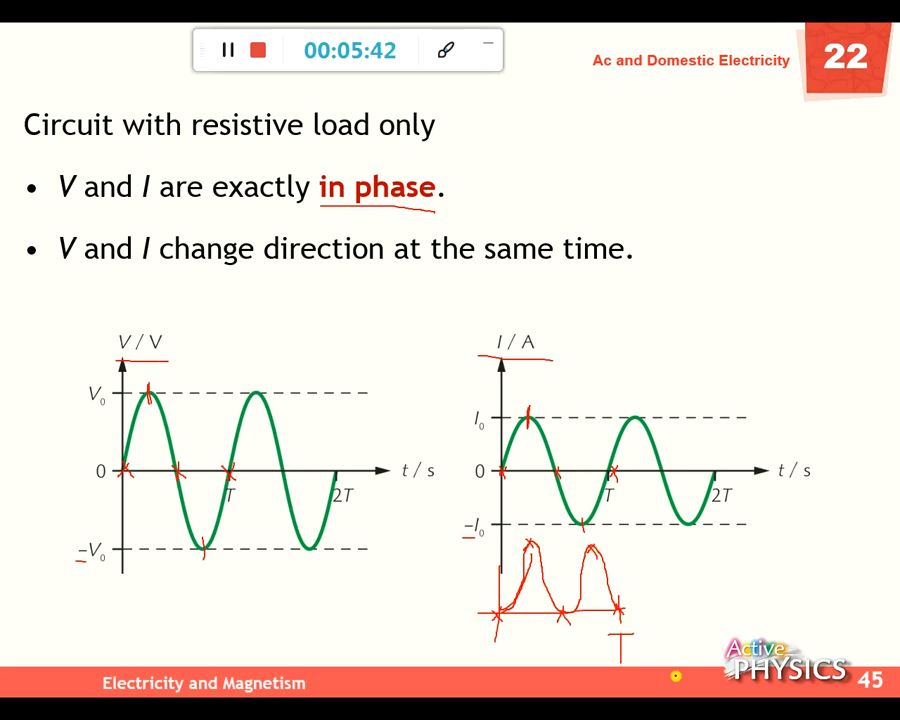 00:05:42
Ac and Domestic Electricity
22
Circuit with resistive load only
• V and I are exactly in phase.
• V and I change direction at the same time.
V / V
V₀
0
−V₀
T
2T
t / s
I / A
I₀
0
−I₀
T
2T
t / s
T
Active
PHYSICS
Electricity and Magnetism
45